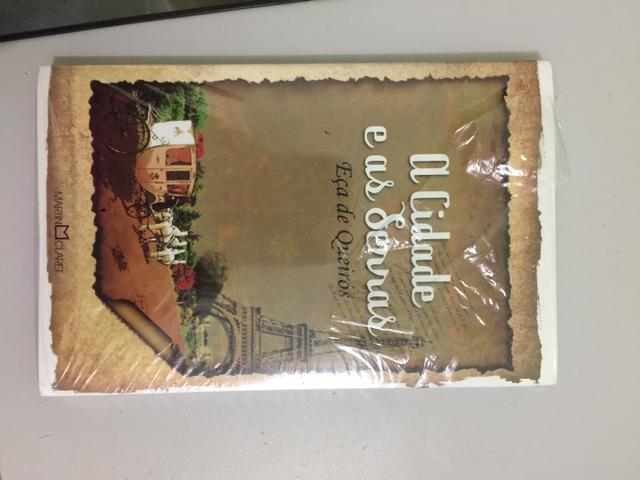 A Cidade
e as Serras
Eça de Queirós
MARTIN CLARET